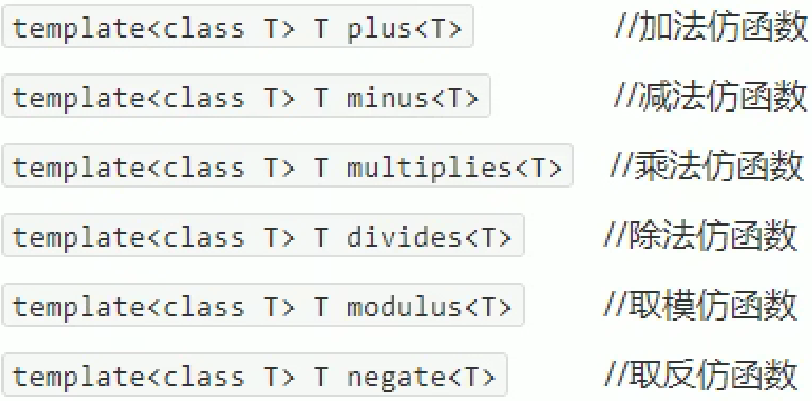 template<class T> T plus<T> //加法仿函数
template<class T> T minus<T> //减法仿函数
template<class T> T multiplies<T> //乘法仿函数
template<class T> T divides<T> //除法仿函数
template<class T> T modulus<T> //取模仿函数
template<class T> T negate<T> //取反仿函数